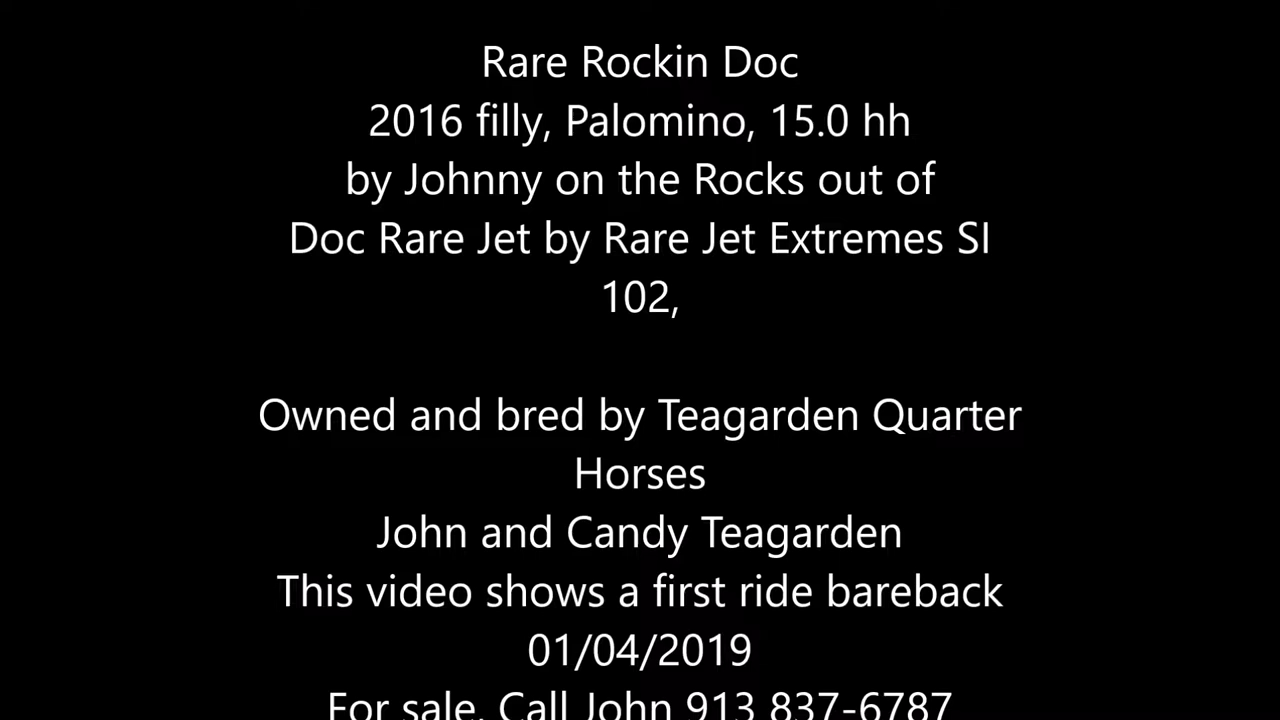 Rare Rockin Doc
2016 filly, Palomino, 15.0 hh
by Johnny on the Rocks out of
Doc Rare Jet by Rare Jet Extremes SI
102,
Owned and bred by Teagarden Quarter
Horses
John and Candy Teagarden
This video shows a first ride bareback
01/04/2019
For sale. Call John 913 837-6787